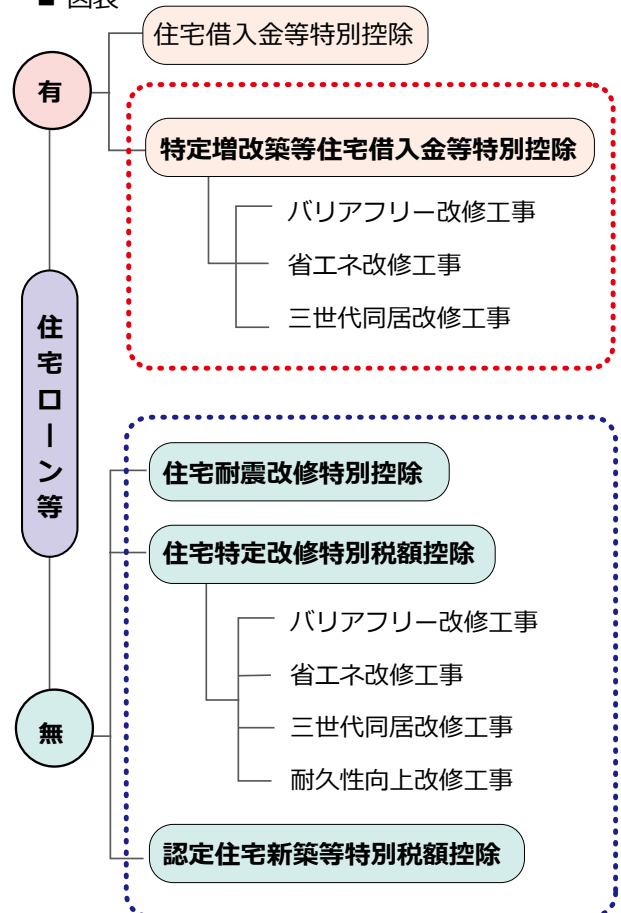 ■ 図表
住宅借入金等特別控除
有
特定増改築等住宅借入金等特別控除
バリアフリー改修工事
省エネ改修工事
三世代同居改修工事
住宅ローン等
住宅耐震改修特別控除
住宅特定改修特別税額控除
バリアフリー改修工事
省エネ改修工事
三世代同居改修工事
無
耐久性向上改修工事
認定住宅新築等特別税額控除